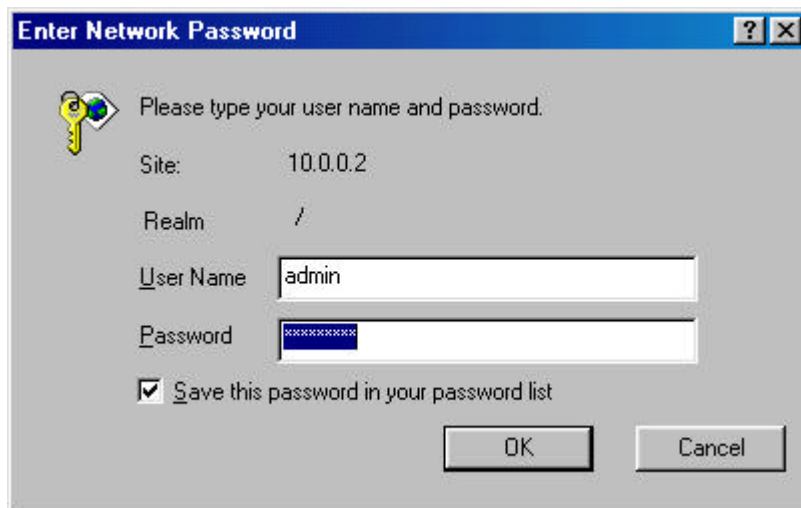 Enter Network Password
Please type your user name and password.
Site: 10.0.0.2
Realm /
User Name admin
Password *********
Save this password in your password list
OK Cancel